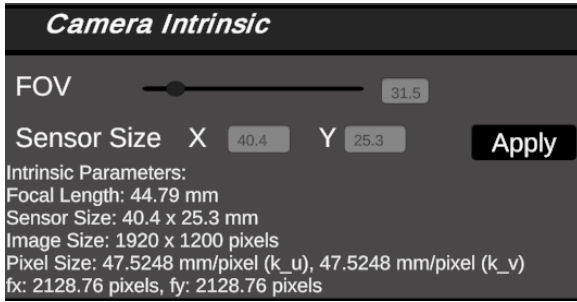 Camera Intrinsic
FOV 31.5
Sensor Size X 40.4 Y 25.3 Apply
Intrinsic Parameters:
Focal Length: 44.79 mm
Sensor Size: 40.4 x 25.3 mm
Image Size: 1920 x 1200 pixels
Pixel Size: 47.5248 mm/pixel (k_u), 47.5248 mm/pixel (k_v)
fx: 2128.76 pixels, fy: 2128.76 pixels